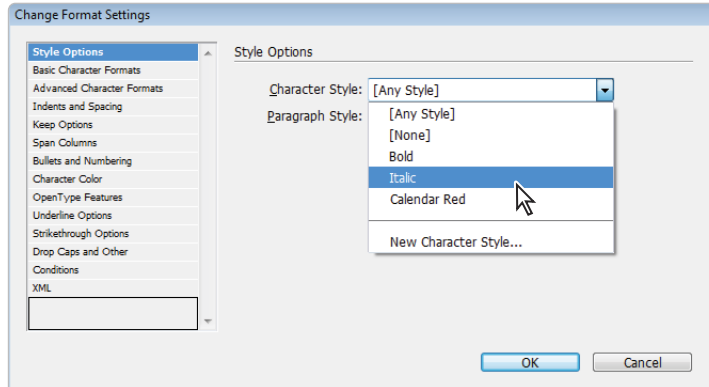 Change Format Settings
Style Options
Basic Character Formats
Advanced Character Formats
Indents and Spacing
Keep Options
Span Columns
Bullets and Numbering
Character Color
OpenType Features
Underline Options
Strikethrough Options
Drop Caps and Other
Conditions
XML
Style Options
Character Style: [Any Style]
Paragraph Style:
[Any Style]
[None]
Bold
Italic
Calendar Red
New Character Style...
OK
Cancel